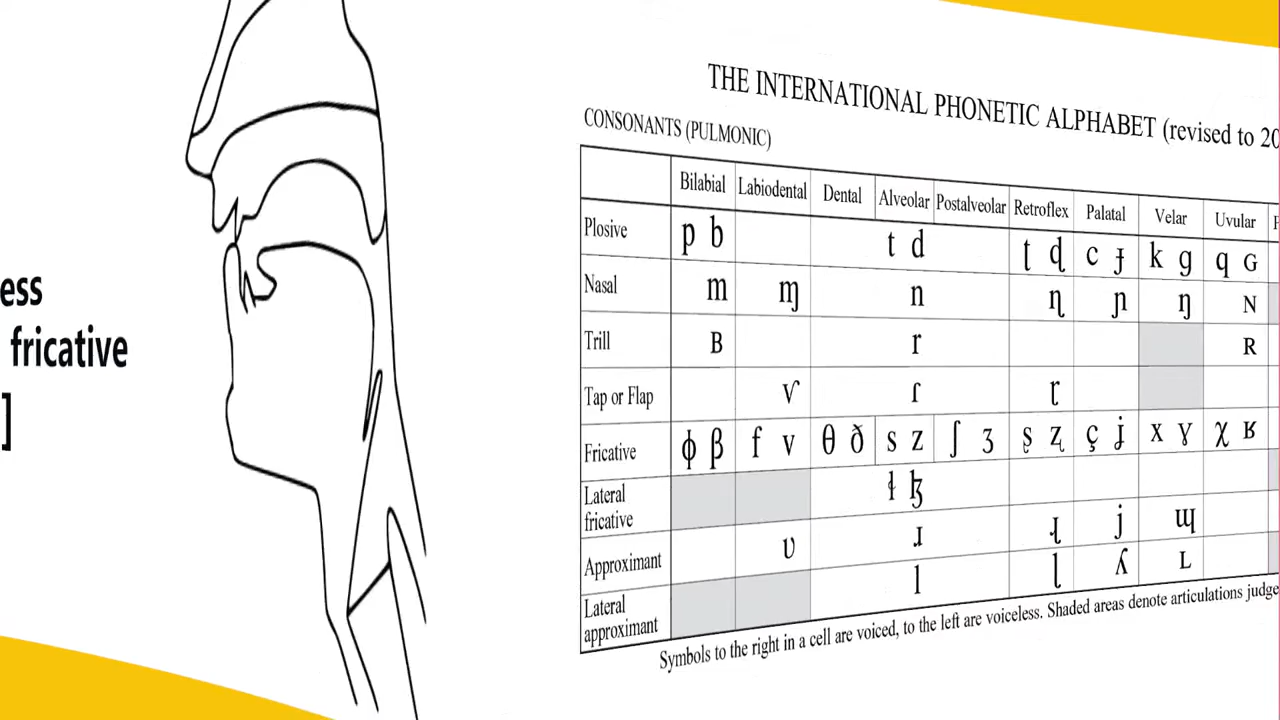 ess
fricative
]
THE INTERNATIONAL PHONETIC ALPHABET (revised to 20
CONSONANTS (PULMONIC)
Bilabial Labiodental Dental Alveolar Postalveolar Retroflex Palatal Velar Uvular P
Plosive p b t d ʈ ɖ c ɟ k ɡ q ɢ
Nasal m ɱ n ɳ ɲ ŋ ɴ
Trill ʙ r ʀ
Tap or Flap ⱱ ɾ ɽ
Fricative ɸ β f v θ ð s z ʃ ʒ ʂ ʐ ç ʝ x ɣ χ ʁ
Lateral
fricative ɬ ɮ
Approximant ʋ ɹ ɻ j ɰ
Lateral
approximant l ɭ ʎ ʟ
Symbols to the right in a cell are voiced, to the left are voiceless. Shaded areas denote articulations judge